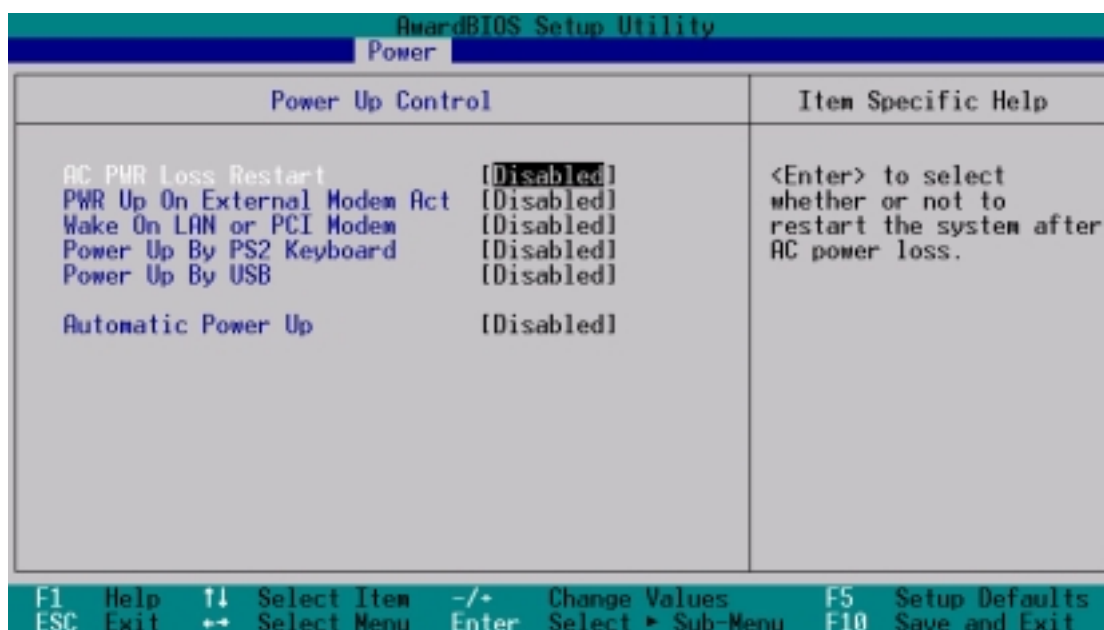 AwardBIOS Setup Utility
Power
Power Up Control
Item Specific Help
AC PWR Loss Restart [Disabled]
PWR Up On External Modem Act [Disabled]
Wake On LAN or PCI Modem [Disabled]
Power Up By PS2 Keyboard [Disabled]
Power Up By USB [Disabled]
Automatic Power Up [Disabled]
<Enter> to select
whether or not to
restart the system after
AC power loss.
F1 Help ↑↓ Select Item -/+ Change Values F5 Setup Defaults
ESC Exit ←→ Select Menu Enter Select ► Sub-Menu F10 Save and Exit